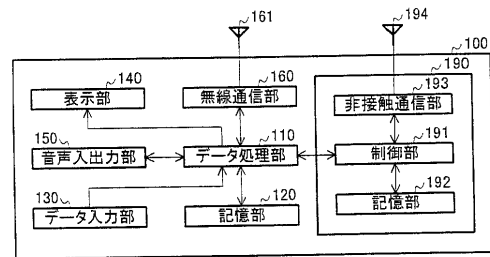 161
194
100
190
140
表示部
160
無線通信部
193
非接触通信部
150
音声入出力部
110
データ処理部
191
制御部
130
データ入力部
120
記憶部
192
記憶部